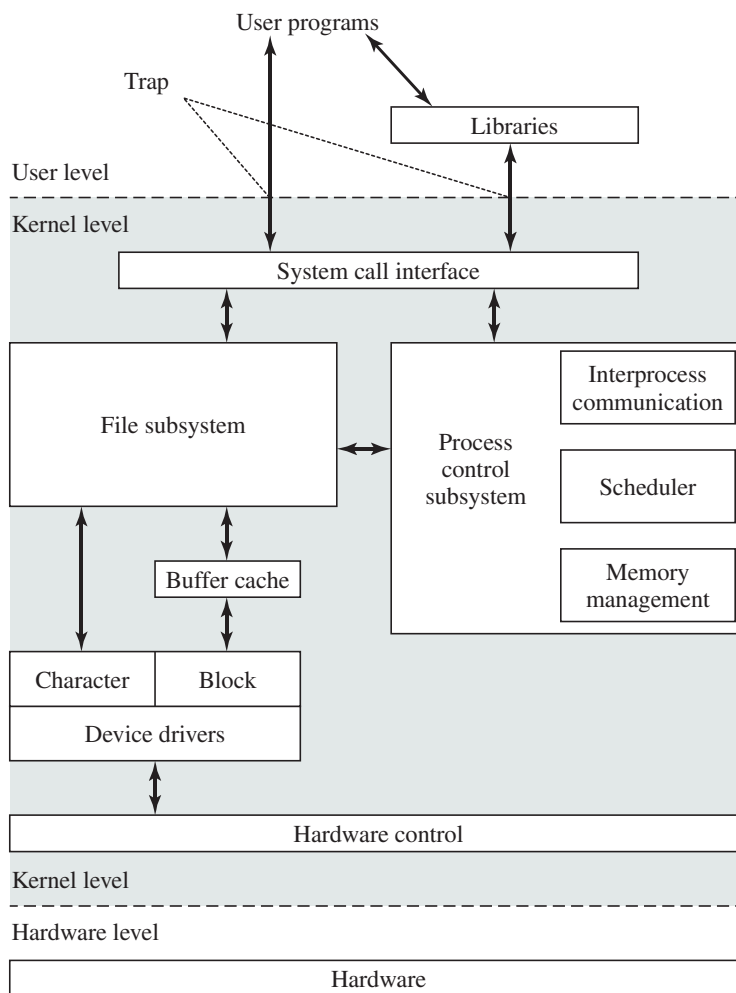 User programs
Trap
Libraries
User level
Kernel level
System call interface
File subsystem
Process
control
subsystem
Interprocess
communication
Scheduler
Memory
management
Buffer cache
Character
Block
Device drivers
Hardware control
Kernel level
Hardware level
Hardware